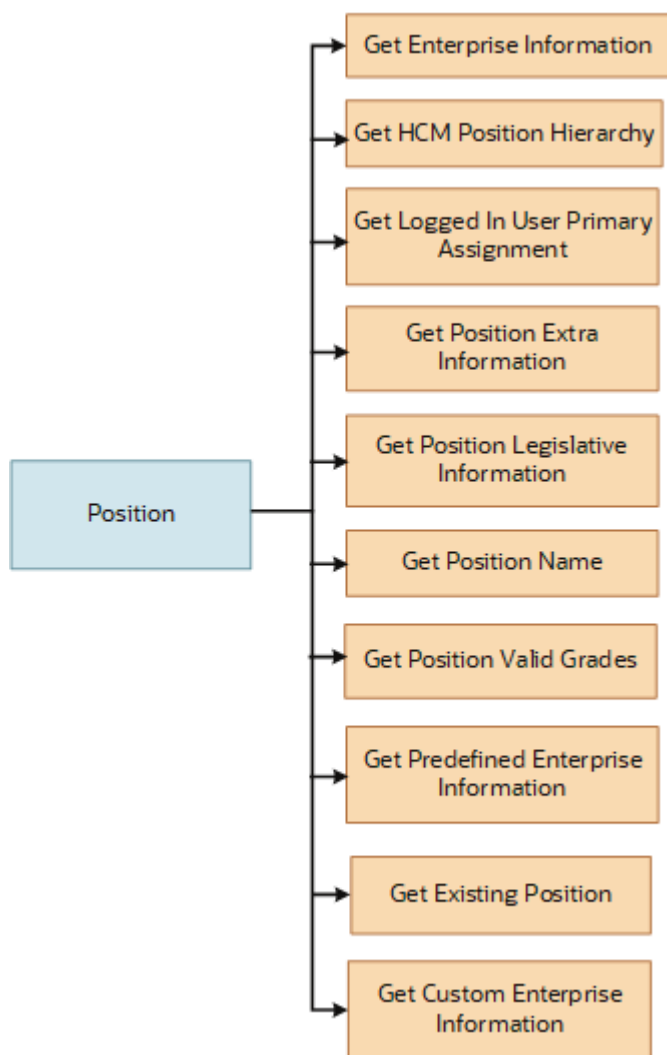 Get Enterprise Information
Get HCM Position Hierarchy
Get Logged In User Primary
Assignment
Get Position Extra
Information
Get Position Legislative
Information
Position
Get Position Name
Get Position Valid Grades
Get Predefined Enterprise
Information
Get Existing Position
Get Custom Enterprise
Information